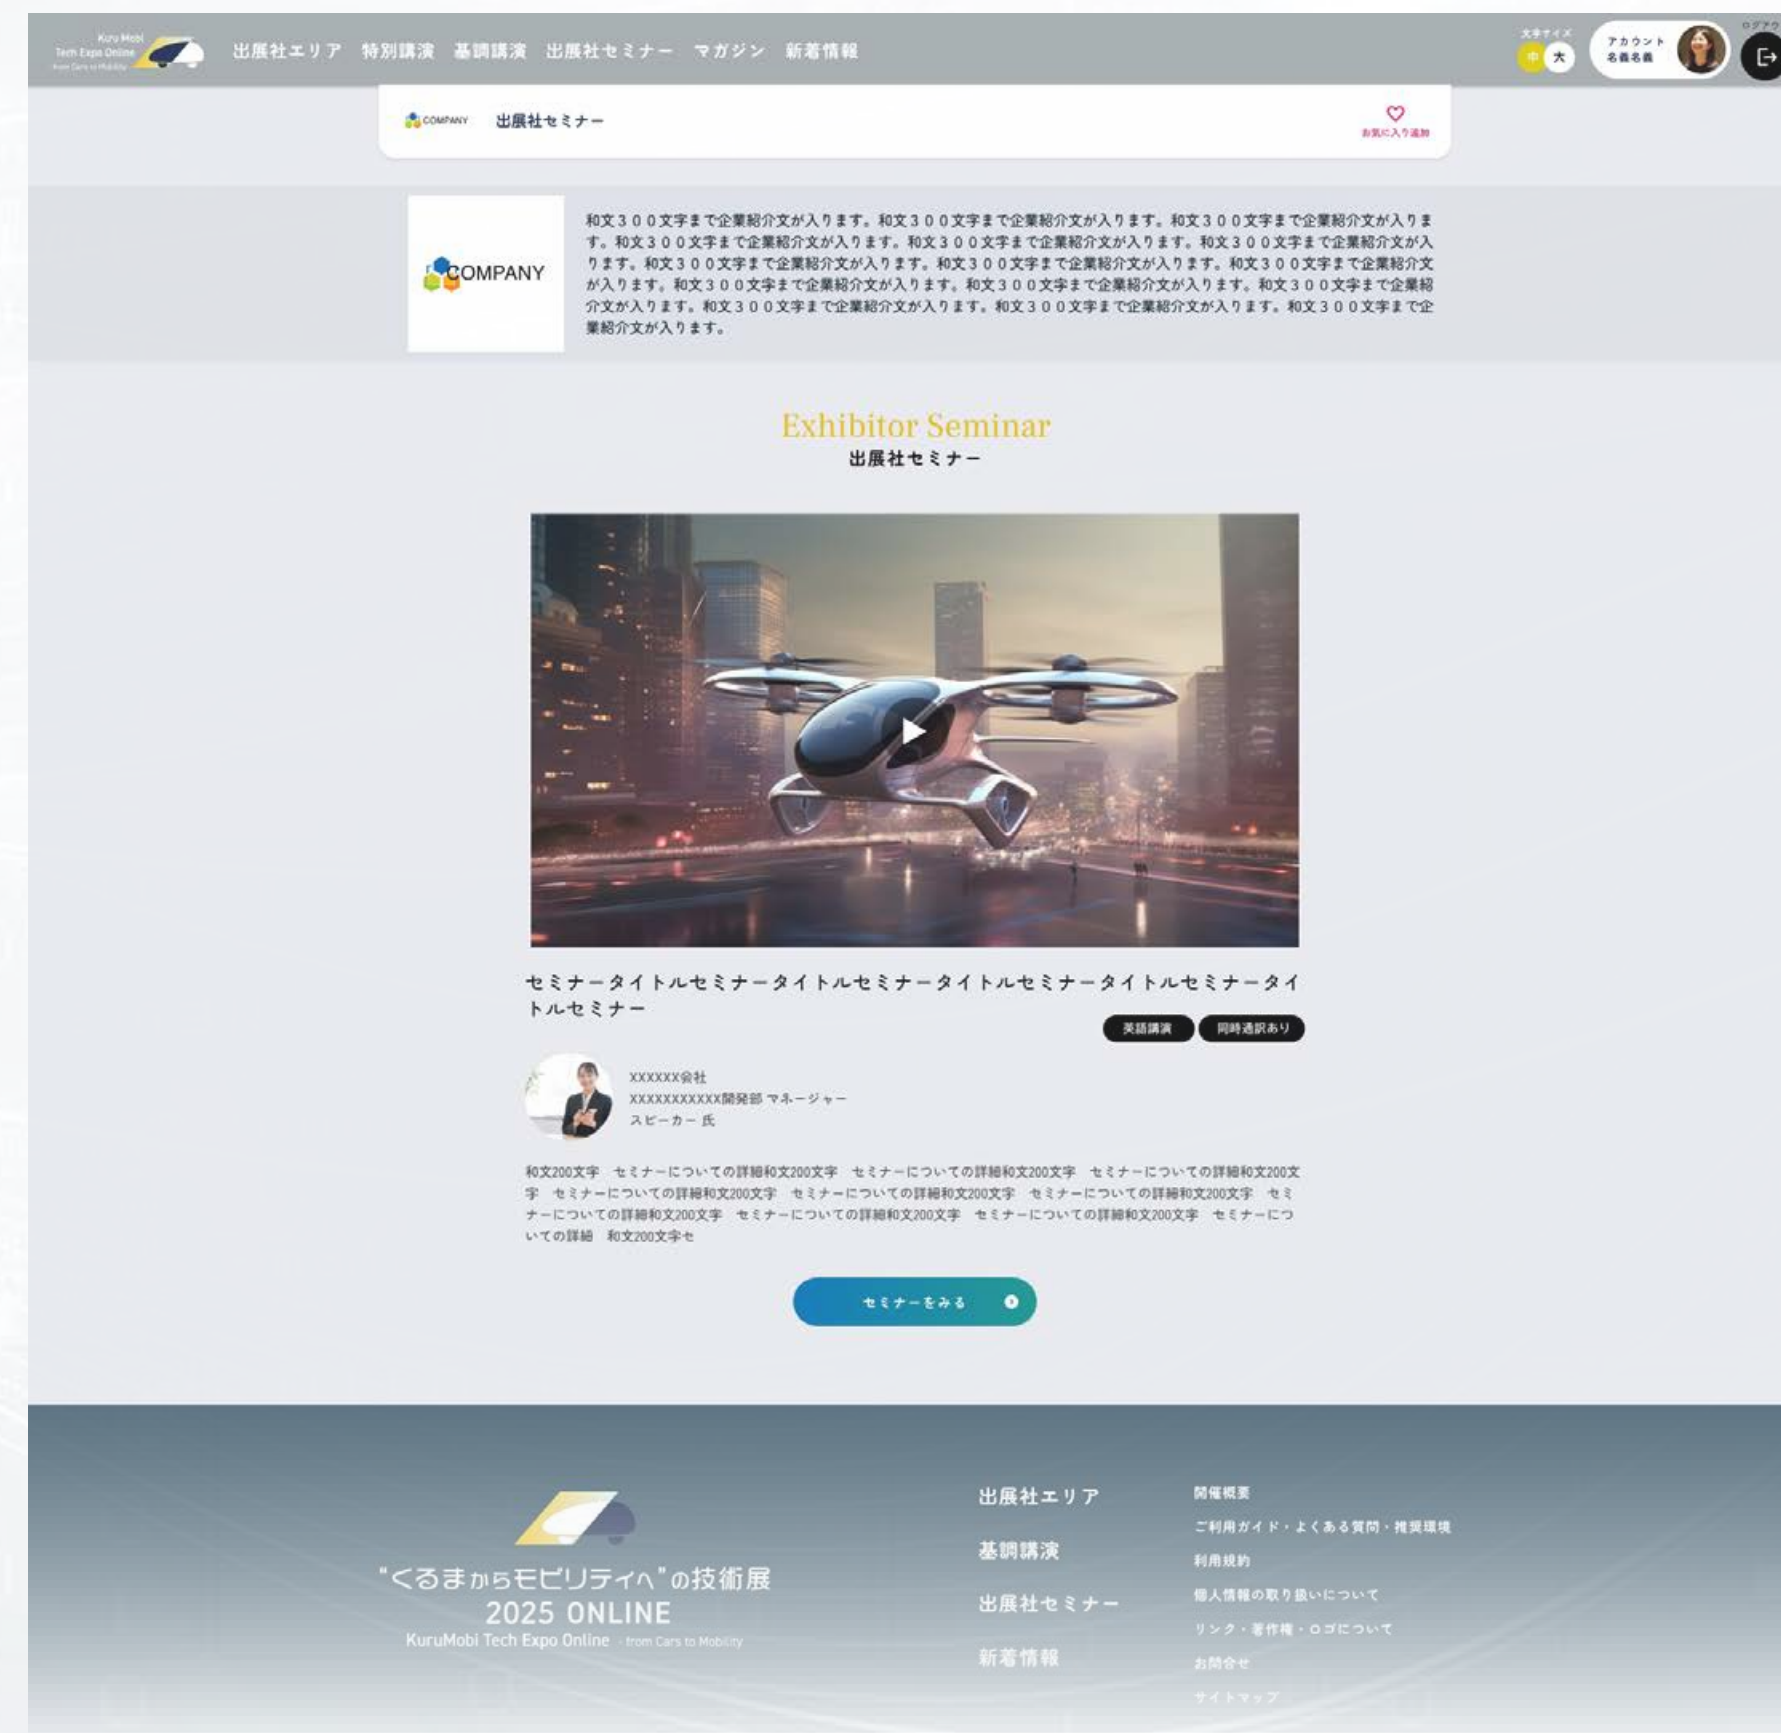 Kuru Mobi
Tech Expo Online
from Cars to Mobility
出展社エリア 特別講演 基調講演 出展社セミナー マガジン 新着情報
文字サイズ
中 大
アカウント
名義名義
COMPANY 出展社セミナー
お気に入り追加
COMPANY
和文３００文字まで企業紹介文が入ります。和文３００文字まで企業紹介文が入ります。和文３００文字まで企業紹介文が入りま
す。和文３００文字まで企業紹介文が入ります。和文３００文字まで企業紹介文が入ります。和文３００文字まで企業紹介文が入
ります。和文３００文字まで企業紹介文が入ります。和文３００文字まで企業紹介文が入ります。和文３００文字まで企業紹介文
が入ります。和文３００文字まで企業紹介文が入ります。和文３００文字まで企業紹介文が入ります。和文３００文字まで企業紹
介文が入ります。和文３００文字まで企業紹介文が入ります。和文３００文字まで企業紹介文が入ります。和文３００文字まで企
業紹介文が入ります。
Exhibitor Seminar
出展社セミナー
セミナータイトルセミナータイトルセミナータイトルセミナータイトルセミナータイ
トルセミナー
英語講演 同時通訳あり
XXXXXX会社
XXXXXXXXXXX開発部 マネージャー
スピーカー 氏
和文200文字　セミナーについての詳細和文200文字　セミナーについての詳細和文200文字　セミナーについての詳細和文200文
字　セミナーについての詳細和文200文字　セミナーについての詳細和文200文字　セミナーについての詳細和文200文字　セミ
ナーについての詳細和文200文字　セミナーについての詳細和文200文字　セミナーについての詳細和文200文字　セミナーにつ
いての詳細　和文200文字セ
セミナーをみる
“くるまからモビリティへ”の技術展
2025 ONLINE
KuruMobi Tech Expo Online - from Cars to Mobility
出展社エリア
基調講演
出展社セミナー
新着情報
開催概要
ご利用ガイド・よくある質問・推奨環境
利用規約
個人情報の取り扱いについて
リンク・著作権・ロゴについて
お問合せ
サイトマップ